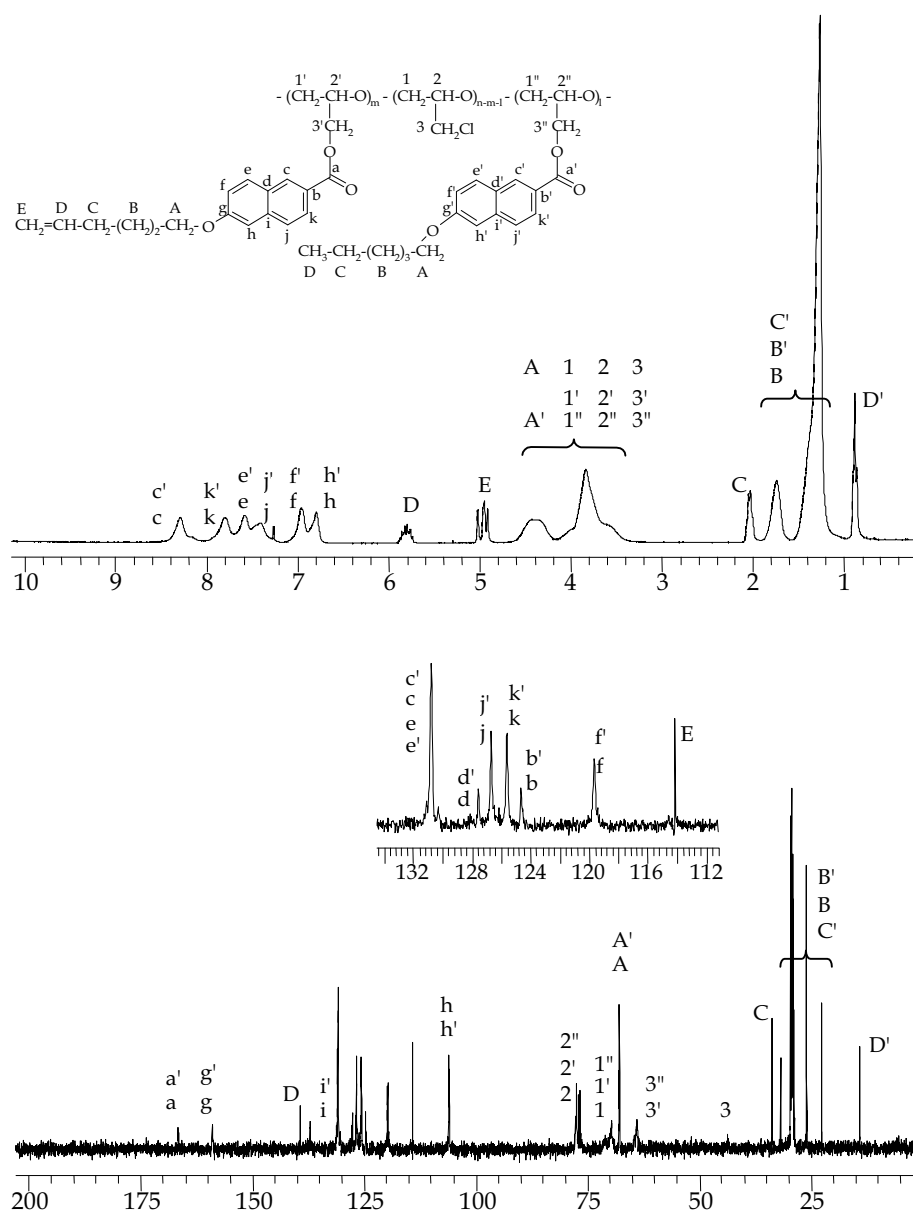 1' 2' 1 2 1" 2"
- (CH2-CH-O)m - (CH2-CH-O)n-m-l - (CH2-CH-O)l -
3' CH2 3 CH2Cl 3" CH2
O O
a a'
e c e' c'
f d b O f' d' b' O
g i k g' i' k'
h j h' j'
E D C B A
CH2=CH-CH2-(CH2)2-CH2-O
O
CH3-CH2-(CH2)3-CH2
D C B A
A 1 2 3
1' 2' 3'
A' 1" 2" 3"
C'
B'
B
D'
c'
c
k'
k
e'
e
j'
j
f'
f
h'
h
D
E
C
10 9 8 7 6 5 4 3 2 1
c'
c
e
e'
d'
d
j'
j
k'
k
b'
b
f'
f
E
132 128 124 120 116 112
a'
a
g'
g
D
i'
i
h
h'
2"
2'
2
1"
1'
1
A'
A
3"
3'
3
C
B'
B
C'
D'
200 175 150 125 100 75 50 25